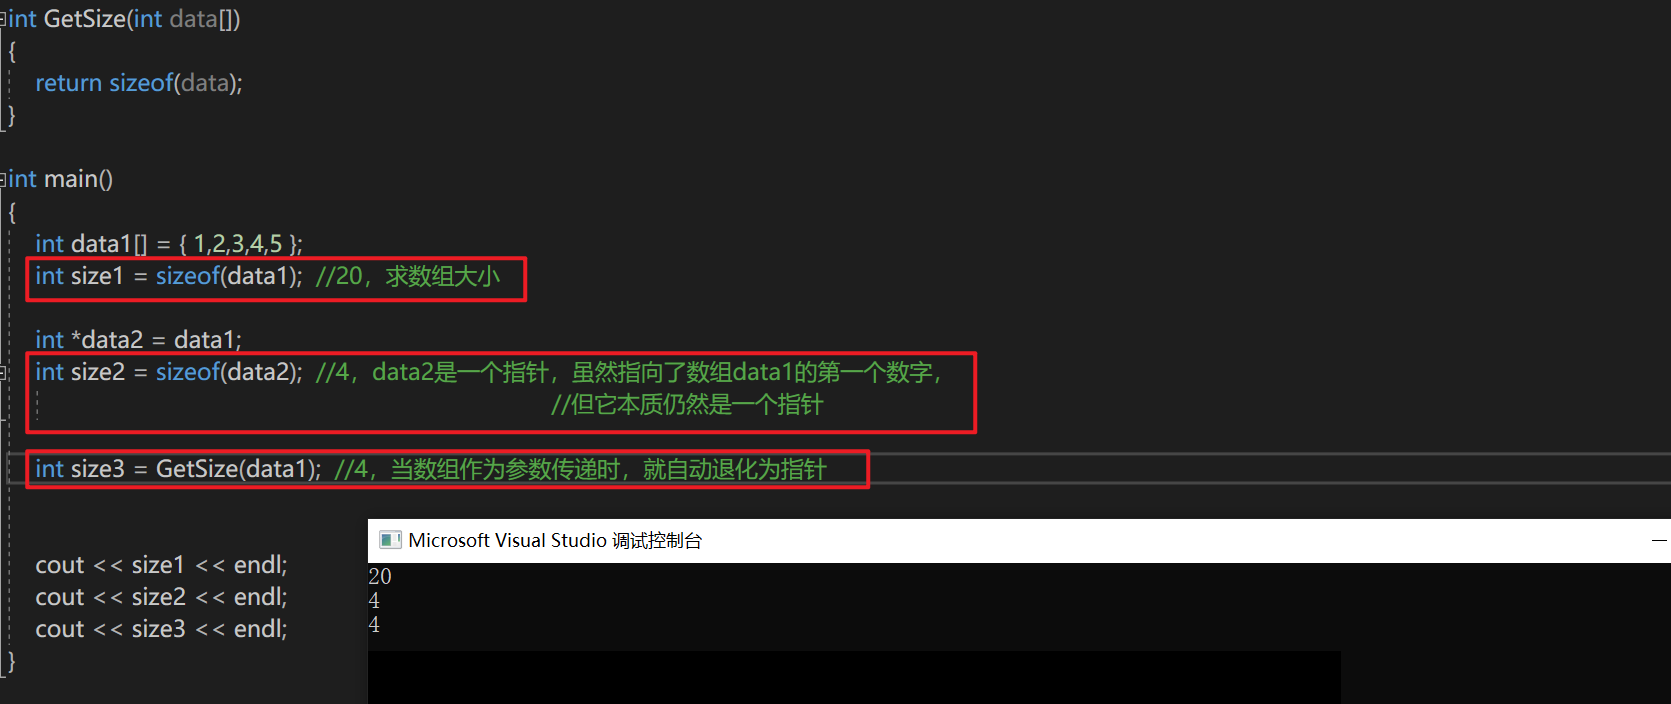 int GetSize(int data[])
{
return sizeof(data);
}
int main()
{
int data1[] = { 1,2,3,4,5 };
int size1 = sizeof(data1); //20，求数组大小
int *data2 = data1;
int size2 = sizeof(data2); //4，data2是一个指针，虽然指向了数组data1的第一个数字，
//但它本质仍然是一个指针
int size3 = GetSize(data1); //4，当数组作为参数传递时，就自动退化为指针
Microsoft Visual Studio 调试控制台
cout << size1 << endl;
cout << size2 << endl;
cout << size3 << endl;
}
20
4
4